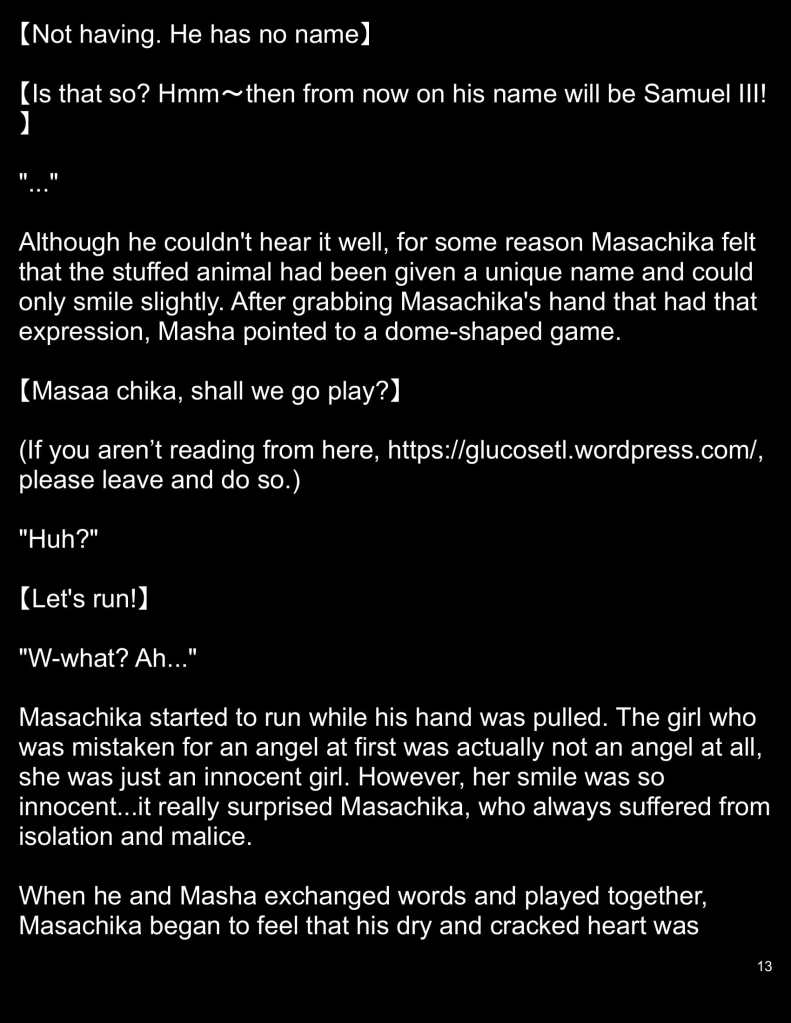 【Not having. He has no name】
【Is that so? Hmm～then from now on his name will be Samuel III!
】
"..."
Although he couldn't hear it well, for some reason Masachika felt
that the stuffed animal had been given a unique name and could
only smile slightly. After grabbing Masachika's hand that had that
expression, Masha pointed to a dome-shaped game.
【Masaa chika, shall we go play?】
(If you aren’t reading from here, https://glucosetl.wordpress.com/,
please leave and do so.)
"Huh?"
【Let's run!】
"W-what? Ah..."
Masachika started to run while his hand was pulled. The girl who
was mistaken for an angel at first was actually not an angel at all,
she was just an innocent girl. However, her smile was so
innocent...it really surprised Masachika, who always suffered from
isolation and malice.
When he and Masha exchanged words and played together,
Masachika began to feel that his dry and cracked heart was
13